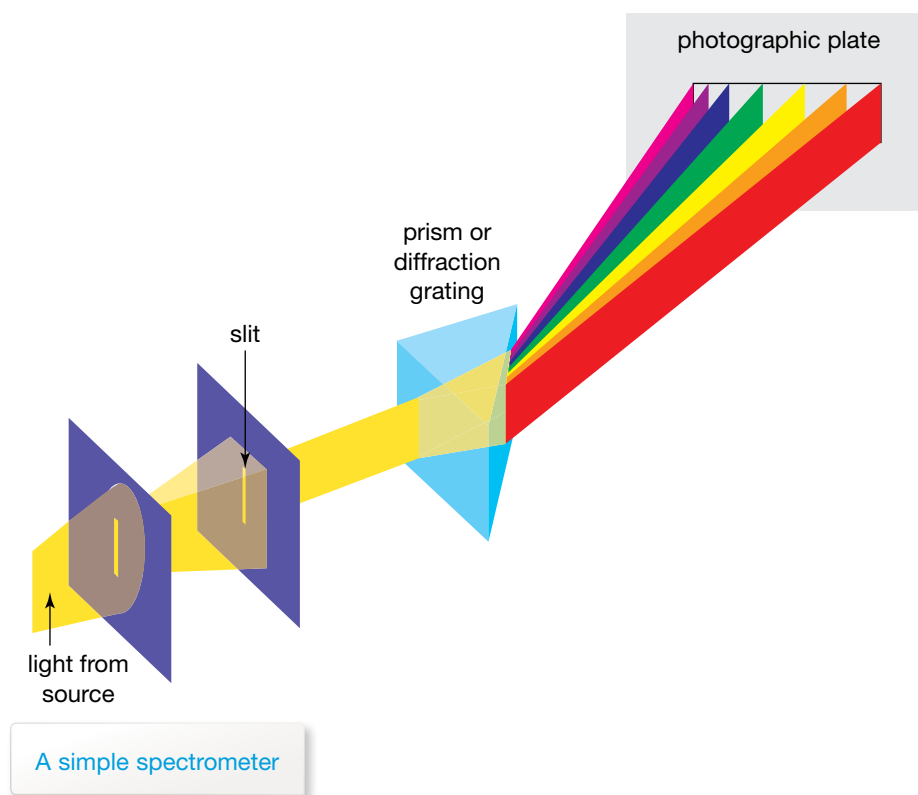 photographic plate
prism or
diffraction
grating
slit
light from
source
A simple spectrometer